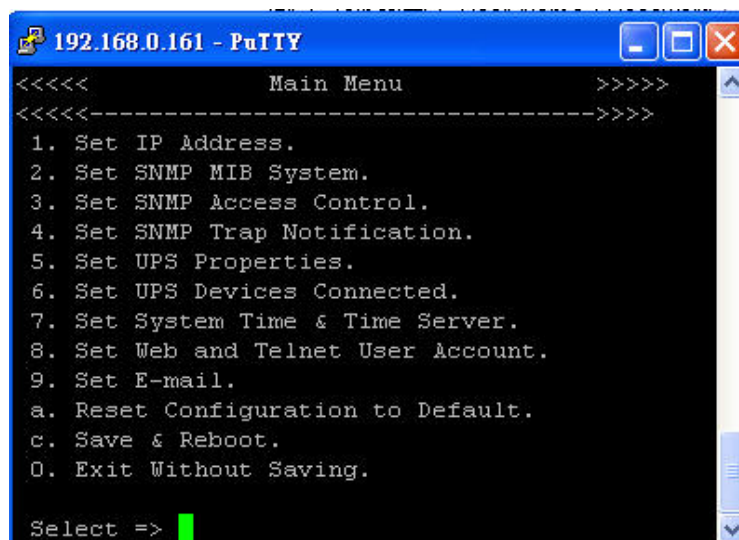 192.168.0.161 - PuTTY
<<<<< Main Menu >>>>>
<<<<<----------------------------------->>>>
1. Set IP Address.
2. Set SNMP MIB System.
3. Set SNMP Access Control.
4. Set SNMP Trap Notification.
5. Set UPS Properties.
6. Set UPS Devices Connected.
7. Set System Time & Time Server.
8. Set Web and Telnet User Account.
9. Set E-mail.
a. Reset Configuration to Default.
c. Save & Reboot.
0. Exit Without Saving.
Select =>